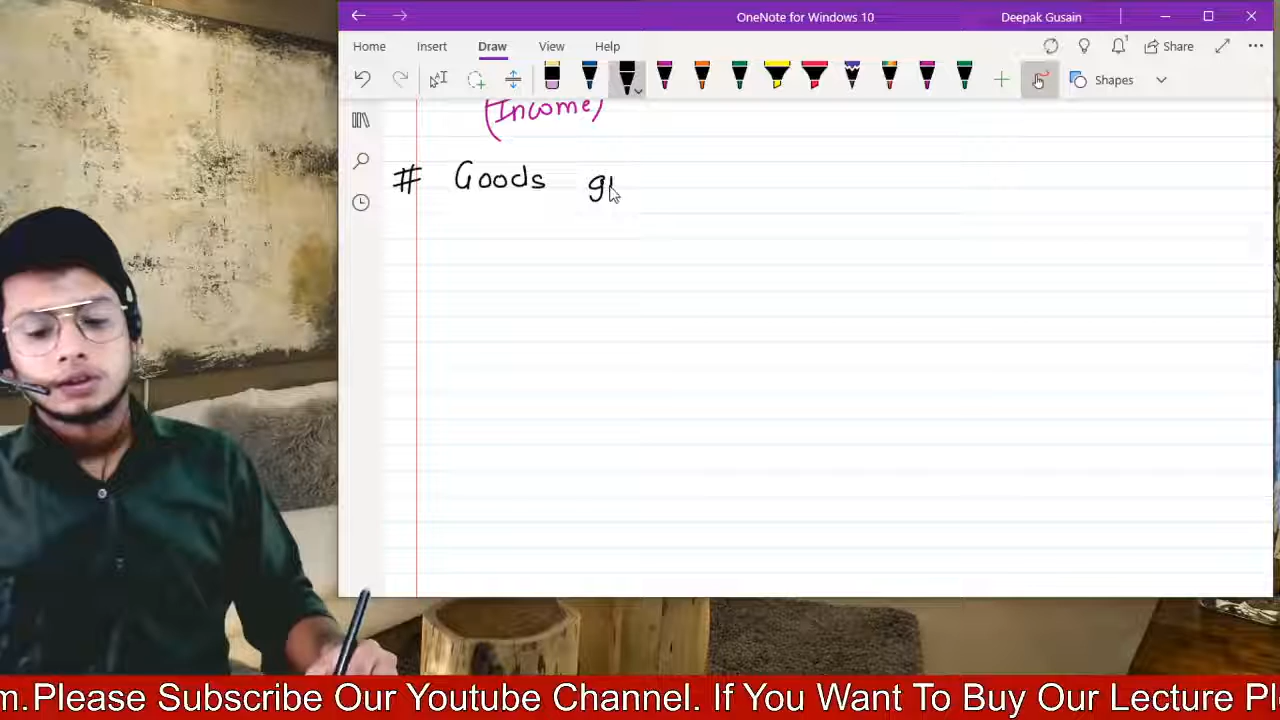 OneNote for Windows 10
Deepak Gusain
Home Insert Draw View Help
1
Share
Shapes
(Income)
# Goods
m.Please Subscribe Our Youtube Channel. If You Want To Buy Our Lecture Pl